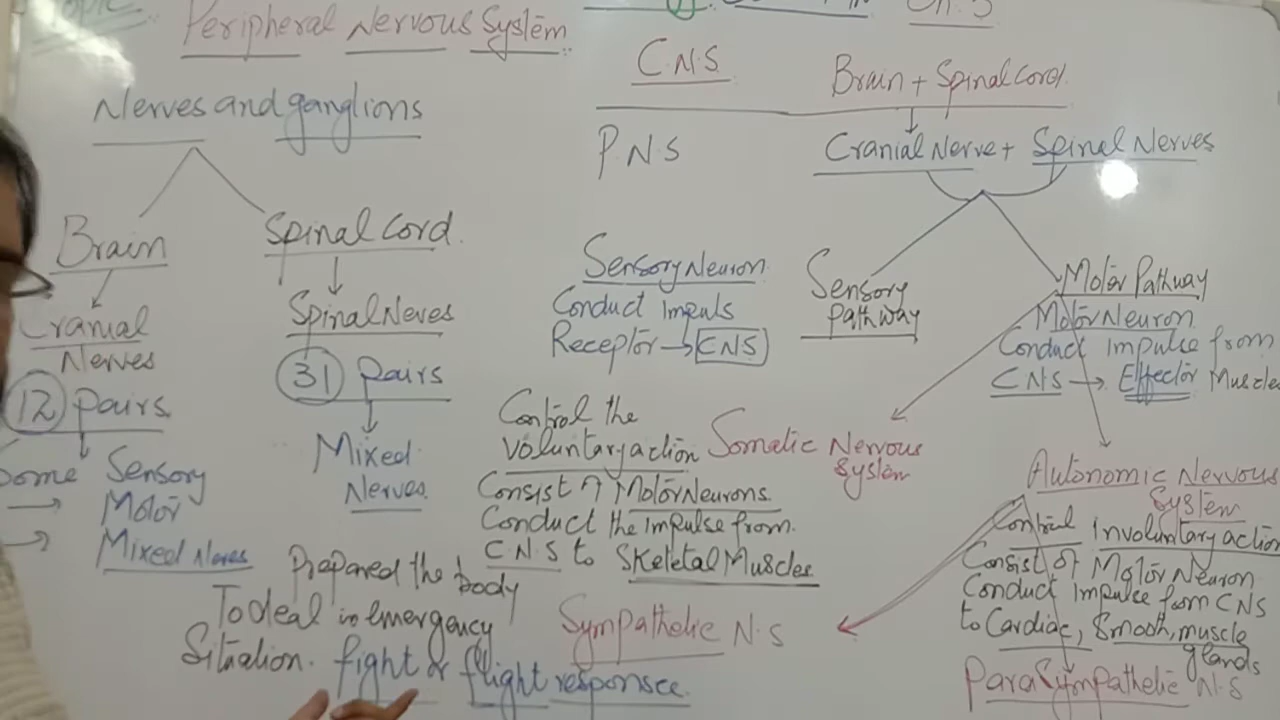 Peripheral Nervous System
Nerves and ganglions
Brain
Spinal Cord.
Cranial
Nerves
Spinal Neves
12 pairs
31 pairs
Some Sensory
Motor
Mixed Nerves
Mixed
Nerves
C.N.S
Brain + Spinal Cord.
P.N.S
Cranial Nerve + Spinal Nerves
Sensory Neuron
Conduct Impuls
Receptor → CNS
Sensory
Pathway
Motor Pathway
Motor Neuron
Conduct Impulse from
CNS → Effector Muscles
Control the
voluntary action
Somatic Nervous
System
Consist of Motor Neurons
Conduct the impulse from
C.N.S to Skeletal Muscles
Autonomic Nervous
System
Control Involuntary action
Consist of Motor Neuron
Conduct Impulse from CNS
to Cardiac, Smooth, muscle
glands
Prepared the body
To deal in emergency
Situation. fight or flight responsee.
Sympathetic N.S
Parasympathetic N.S